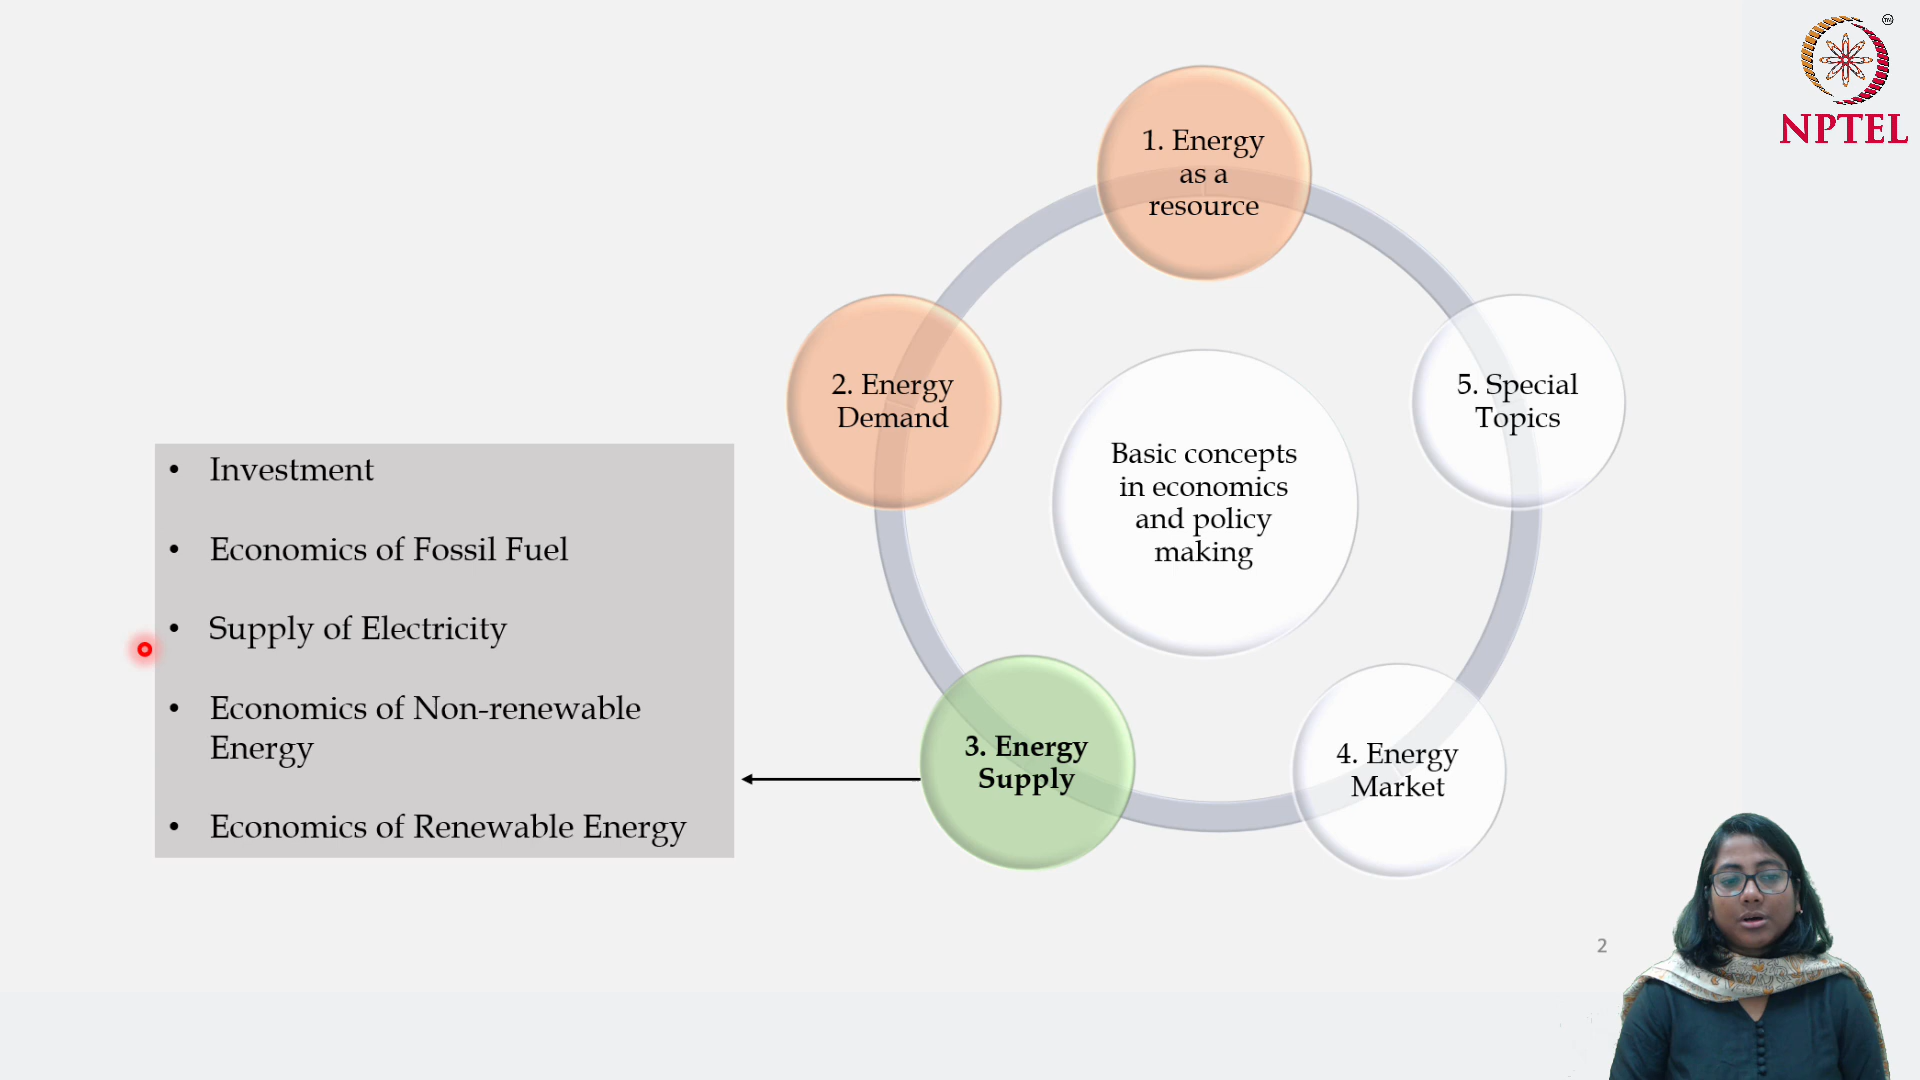 TM
NPTEL
1. Energy
as a
resource
2. Energy
Demand
5. Special
Topics
Basic concepts
in economics
and policy
making
• Investment
• Economics of Fossil Fuel
• Supply of Electricity
• Economics of Non-renewable
Energy
• Economics of Renewable Energy
3. Energy
Supply
4. Energy
Market
2